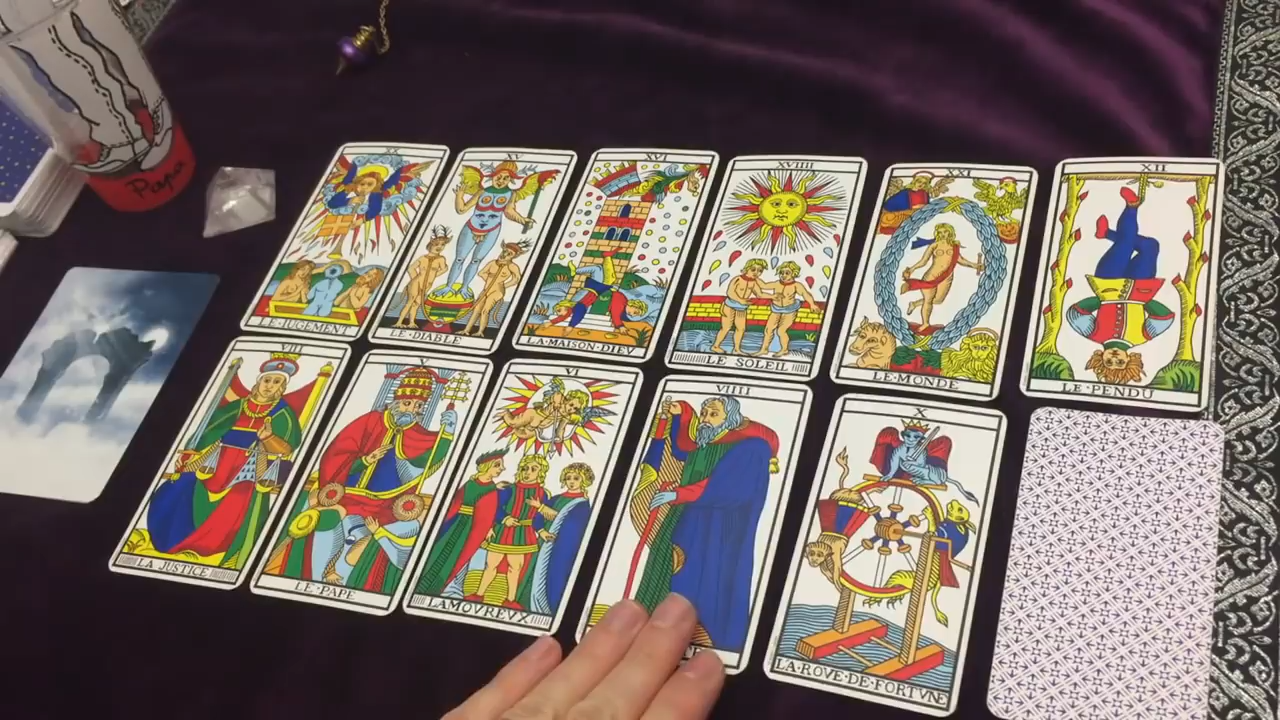 Papa
XX
LE·JUGEMENT
XV
LE·DIABLE
XVI
LA·MAISON·DIEV
XVIIII
LE SOLEIL
XXI
LE·MONDE
XII
LE·PENDU
VIII
LA JUSTICE
V
LE·PAPE
VI
LAMOVREVX
VIIII
X
LA·ROVE·DE·FORTVNE